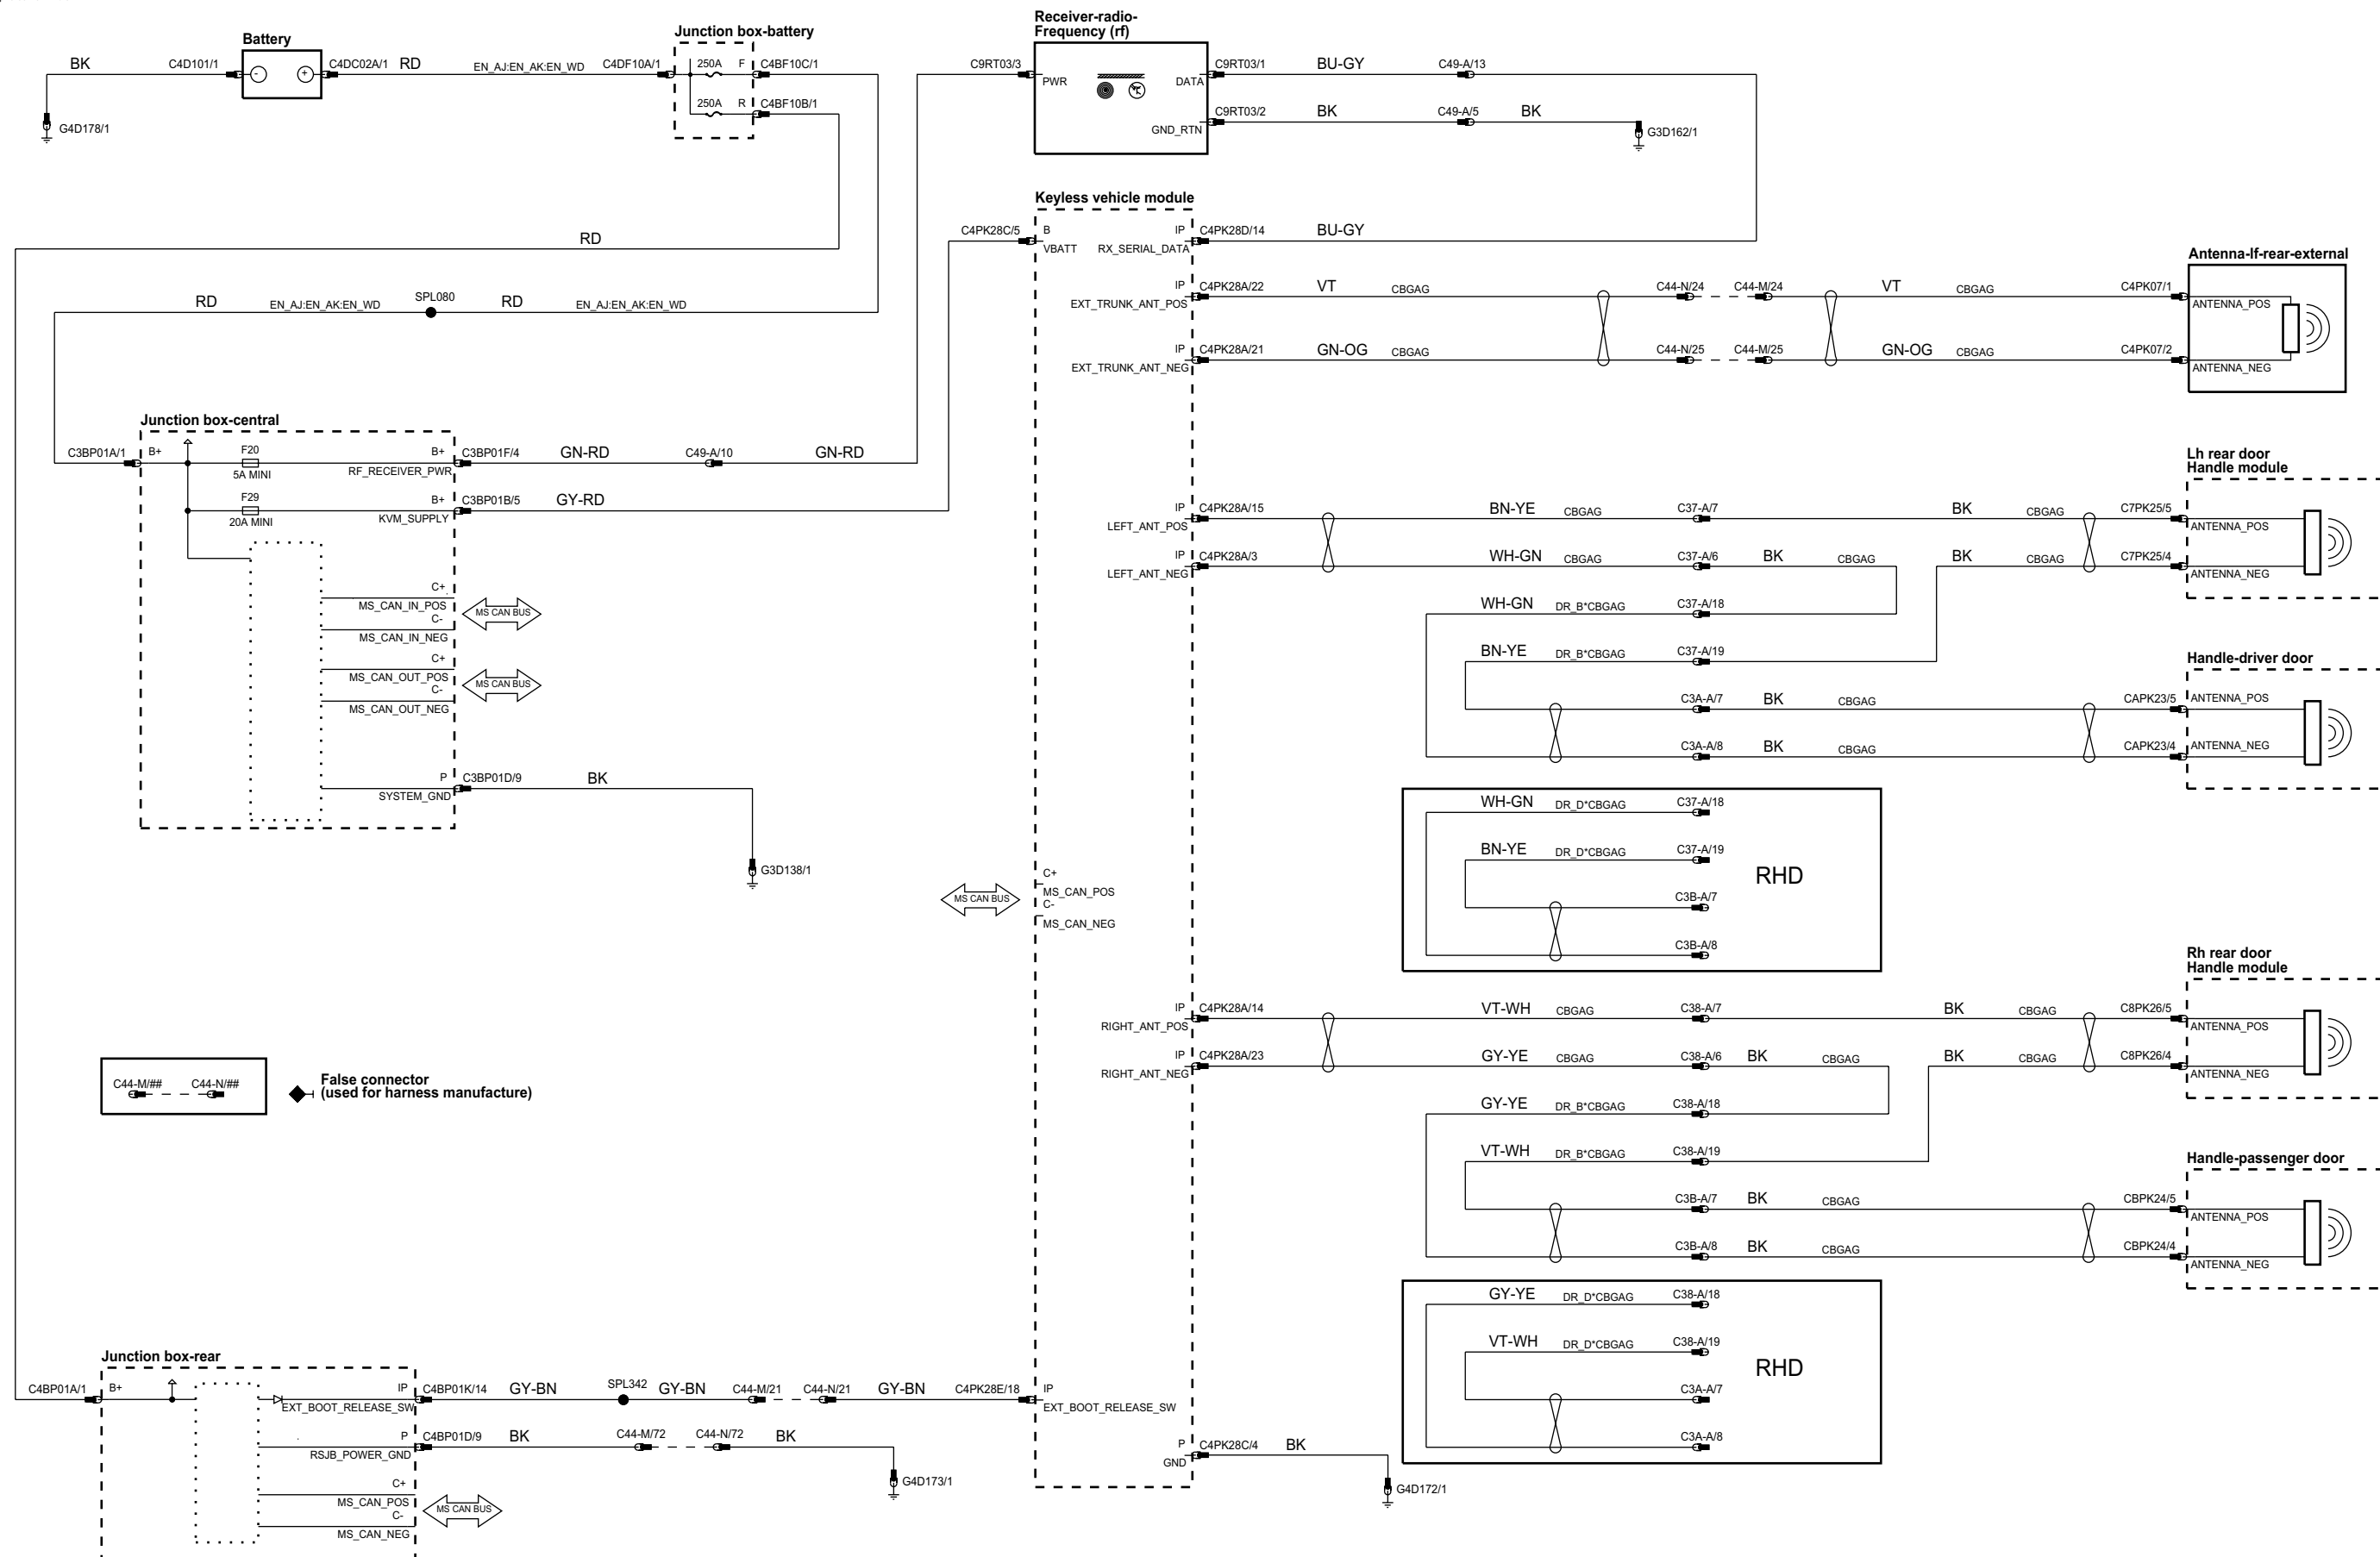 Battery
BK
C4D101/1
-
+
C4DC02A/1
RD
EN_AJ:EN_AK:EN_WD
C4DF10A/1
G4D178/1
Junction box-battery
250A
F
C4BF10C/1
250A
R
C4BF10B/1
RD
RD
EN_AJ:EN_AK:EN_WD
SPL080
RD
EN_AJ:EN_AK:EN_WD
Receiver-radio-
Frequency (rf)
C9RT03/3
PWR
DATA
C9RT03/1
BU-GY
C49-A/13
GND_RTN
C9RT03/2
BK
C49-A/5
BK
G3D162/1
Junction box-central
C3BP01A/1
B+
F20
5A MINI
B+
RF_RECEIVER_PWR
C3BP01F/4
GN-RD
C49-A/10
GN-RD
F29
20A MINI
B+
KVM_SUPPLY
C3BP01B/5
GY-RD
C+
MS_CAN_IN_POS
C-
MS_CAN_IN_NEG
MS CAN BUS
C+
MS_CAN_OUT_POS
C-
MS_CAN_OUT_NEG
MS CAN BUS
P
SYSTEM_GND
C3BP01D/9
BK
G3D138/1
Keyless vehicle module
C4PK28C/5
B
VBATT
IP
RX_SERIAL_DATA
C4PK28D/14
BU-GY
IP
EXT_TRUNK_ANT_POS
C4PK28A/22
VT
CBGAG
C44-N/24
C44-M/24
VT
CBGAG
C4PK07/1
IP
EXT_TRUNK_ANT_NEG
C4PK28A/21
GN-OG
CBGAG
C44-N/25
C44-M/25
GN-OG
CBGAG
C4PK07/2
Antenna-lf-rear-external
ANTENNA_POS
ANTENNA_NEG
IP
LEFT_ANT_POS
C4PK28A/15
BN-YE
CBGAG
C37-A/7
BK
CBGAG
C7PK25/5
IP
LEFT_ANT_NEG
C4PK28A/3
WH-GN
CBGAG
C37-A/6
BK
CBGAG
BK
CBGAG
C7PK25/4
Lh rear door
Handle module
ANTENNA_POS
ANTENNA_NEG
WH-GN
DR_B*CBGAG
C37-A/18
BN-YE
DR_B*CBGAG
C37-A/19
C3A-A/7
BK
CBGAG
CAPK23/5
C3A-A/8
BK
CBGAG
CAPK23/4
Handle-driver door
ANTENNA_POS
ANTENNA_NEG
WH-GN
DR_D*CBGAG
C37-A/18
BN-YE
DR_D*CBGAG
C37-A/19
C3B-A/7
C3B-A/8
RHD
MS CAN BUS
C+
MS_CAN_POS
C-
MS_CAN_NEG
IP
RIGHT_ANT_POS
C4PK28A/14
VT-WH
CBGAG
C38-A/7
BK
CBGAG
C8PK26/5
IP
RIGHT_ANT_NEG
C4PK28A/23
GY-YE
CBGAG
C38-A/6
BK
CBGAG
BK
CBGAG
C8PK26/4
Rh rear door
Handle module
ANTENNA_POS
ANTENNA_NEG
GY-YE
DR_B*CBGAG
C38-A/18
VT-WH
DR_B*CBGAG
C38-A/19
C3B-A/7
BK
CBGAG
CBPK24/5
C3B-A/8
BK
CBGAG
CBPK24/4
Handle-passenger door
ANTENNA_POS
ANTENNA_NEG
GY-YE
DR_D*CBGAG
C38-A/18
VT-WH
DR_D*CBGAG
C38-A/19
C3A-A/7
C3A-A/8
RHD
C44-M/##
C44-N/##
False connector
(used for harness manufacture)
Junction box-rear
C4BP01A/1
B+
IP
EXT_BOOT_RELEASE_SW
C4BP01K/14
GY-BN
SPL342
GY-BN
C44-M/21
C44-N/21
GY-BN
C4PK28E/18
IP
EXT_BOOT_RELEASE_SW
P
RSJB_POWER_GND
C4BP01D/9
BK
C44-M/72
C44-N/72
BK
G4D173/1
C+
MS_CAN_POS
C-
MS_CAN_NEG
MS CAN BUS
P
GND
C4PK28C/4
BK
G4D172/1